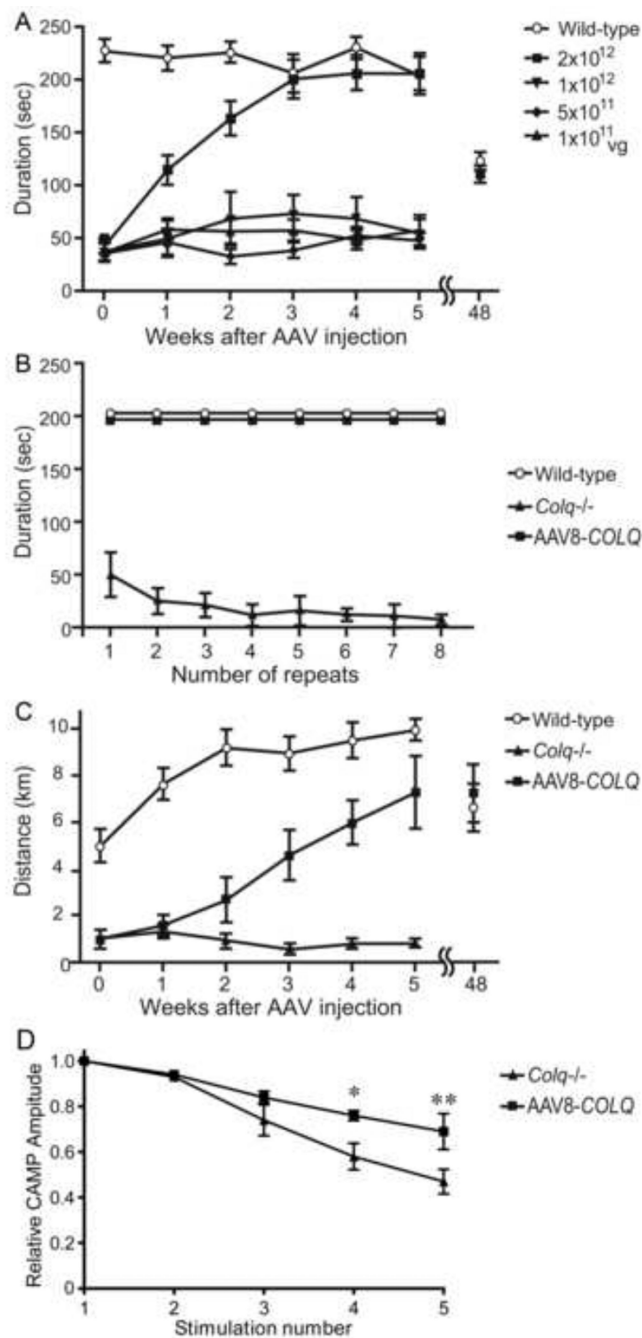 A
250
200
150
100
50
0
Duration (sec)
0 1 2 3 4 5 48
Weeks after AAV injection
Wild-type
2x10¹²
1x10¹²
5x10¹¹
1x10¹¹ vg
B
250
200
150
100
50
0
Duration (sec)
1 2 3 4 5 6 7 8
Number of repeats
Wild-type
Colq-/-
AAV8-COLQ
C
10
8
6
4
2
0
Distance (km)
0 1 2 3 4 5 48
Weeks after AAV injection
Wild-type
Colq-/-
AAV8-COLQ
D
1.0
0.8
0.6
0.4
0.2
0
Relative CAMP Amplitude
* **
1 2 3 4 5
Stimulation number
Colq-/-
AAV8-COLQ